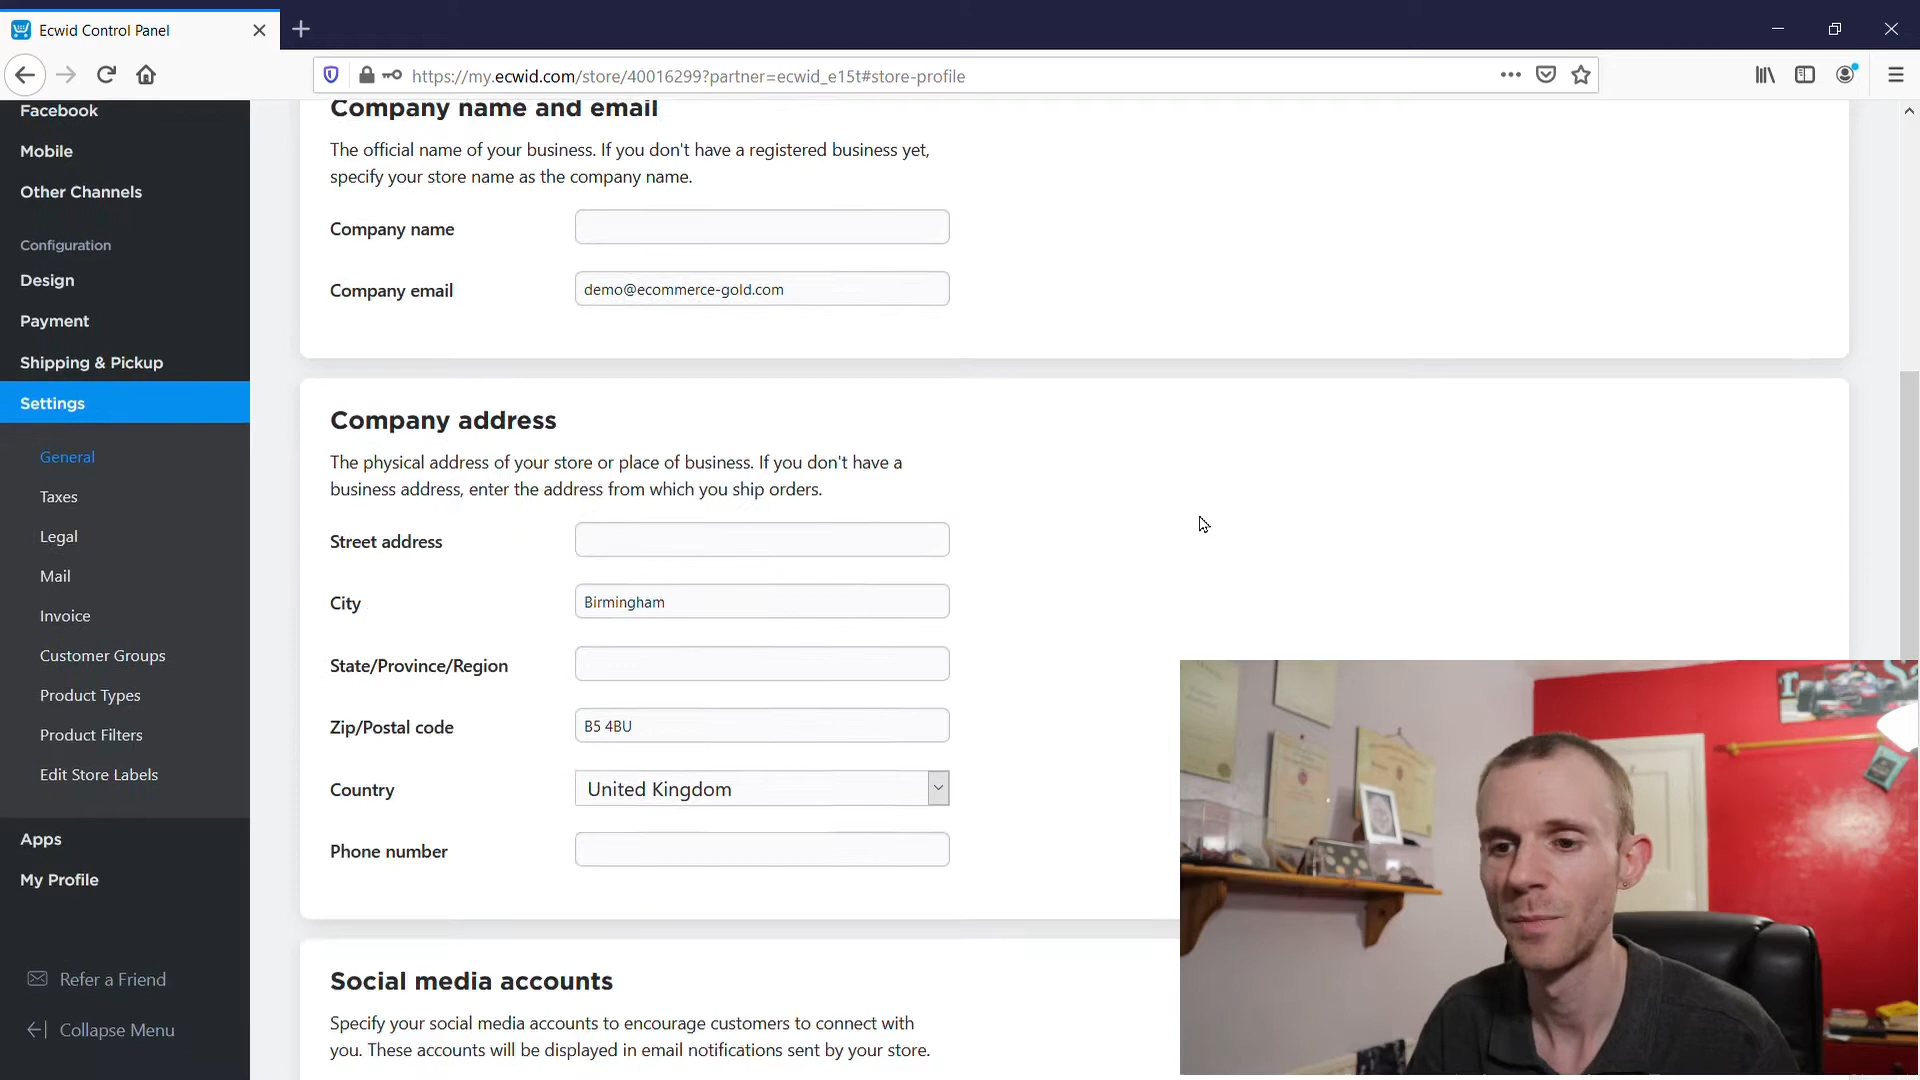 Ecwid Control Panel
https://my.ecwid.com/store/40016299?partner=ecwid_e15t#store-profile
Facebook
Mobile
Other Channels
Configuration
Design
Payment
Shipping & Pickup
Settings
General
Taxes
Legal
Mail
Invoice
Customer Groups
Product Types
Product Filters
Edit Store Labels
Apps
My Profile
Refer a Friend
Collapse Menu
Company name and email
The official name of your business. If you don't have a registered business yet,
specify your store name as the company name.
Company name
Company email demo@ecommerce-gold.com
Company address
The physical address of your store or place of business. If you don't have a
business address, enter the address from which you ship orders.
Street address
City Birmingham
State/Province/Region
Zip/Postal code B5 4BU
Country United Kingdom
Phone number
Social media accounts
Specify your social media accounts to encourage customers to connect with
you. These accounts will be displayed in email notifications sent by your store.